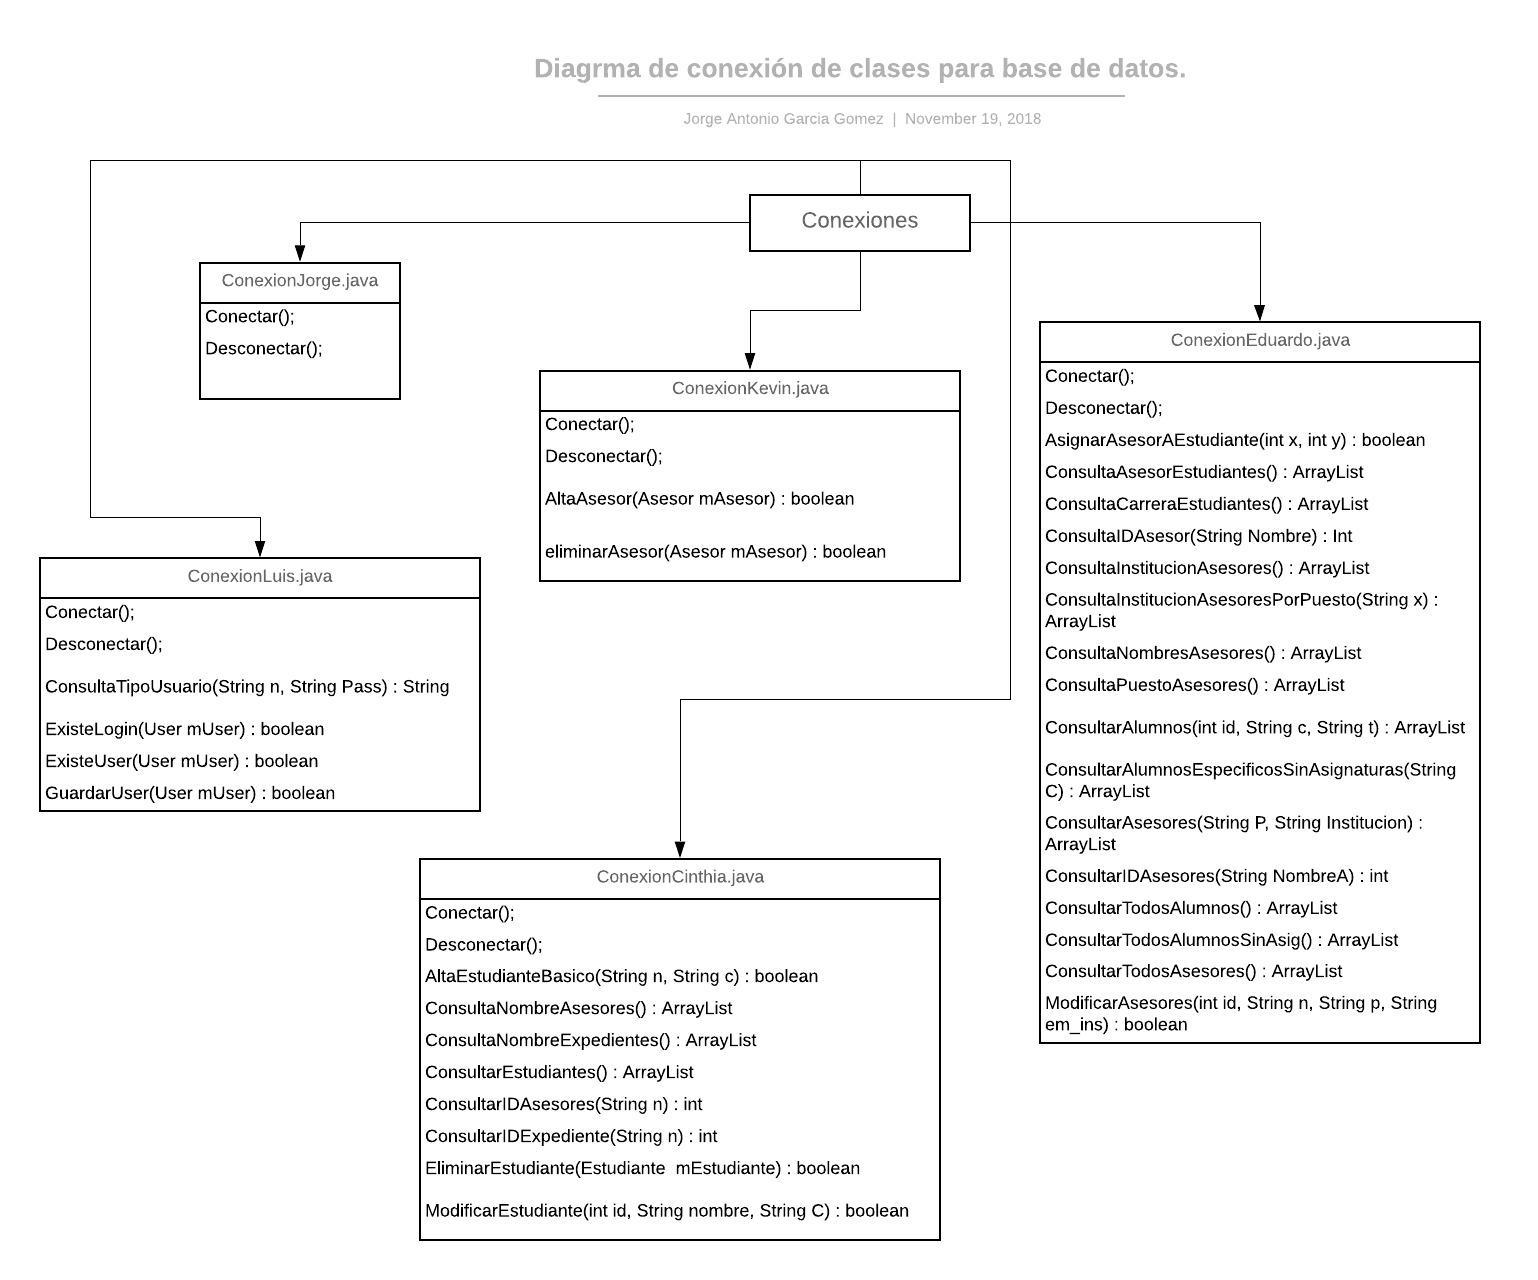 Diagrma de conexión de clases para base de datos.
Jorge Antonio Garcia Gomez | November 19, 2018
Conexiones
ConexionJorge.java
Conectar();
Desconectar();
ConexionKevin.java
Conectar();
Desconectar();
AltaAsesor(Asesor mAsesor) : boolean
eliminarAsesor(Asesor mAsesor) : boolean
ConexionEduardo.java
Conectar();
Desconectar();
AsignarAsesorAEstudiante(int x, int y) : boolean
ConsultaAsesorEstudiantes() : ArrayList
ConsultaCarreraEstudiantes() : ArrayList
ConsultaIDAsesor(String Nombre) : Int
ConsultaInstitucionAsesores() : ArrayList
ConsultaInstitucionAsesoresPorPuesto(String x) :
ArrayList
ConsultaNombresAsesores() : ArrayList
ConsultaPuestoAsesores() : ArrayList
ConsultarAlumnos(int id, String c, String t) : ArrayList
ConsultarAlumnosEspecificosSinAsignaturas(String
C) : ArrayList
ConsultarAsesores(String P, String Institucion) :
ArrayList
ConsultarIDAsesores(String NombreA) : int
ConsultarTodosAlumnos() : ArrayList
ConsultarTodosAlumnosSinAsig() : ArrayList
ConsultarTodosAsesores() : ArrayList
ModificarAsesores(int id, String n, String p, String
em_ins) : boolean
ConexionLuis.java
Conectar();
Desconectar();
ConsultaTipoUsuario(String n, String Pass) : String
ExisteLogin(User mUser) : boolean
ExisteUser(User mUser) : boolean
GuardarUser(User mUser) : boolean
ConexionCinthia.java
Conectar();
Desconectar();
AltaEstudianteBasico(String n, String c) : boolean
ConsultaNombreAsesores() : ArrayList
ConsultaNombreExpedientes() : ArrayList
ConsultarEstudiantes() : ArrayList
ConsultarIDAsesores(String n) : int
ConsultarIDExpediente(String n) : int
EliminarEstudiante(Estudiante  mEstudiante) : boolean
ModificarEstudiante(int id, String nombre, String C) : boolean